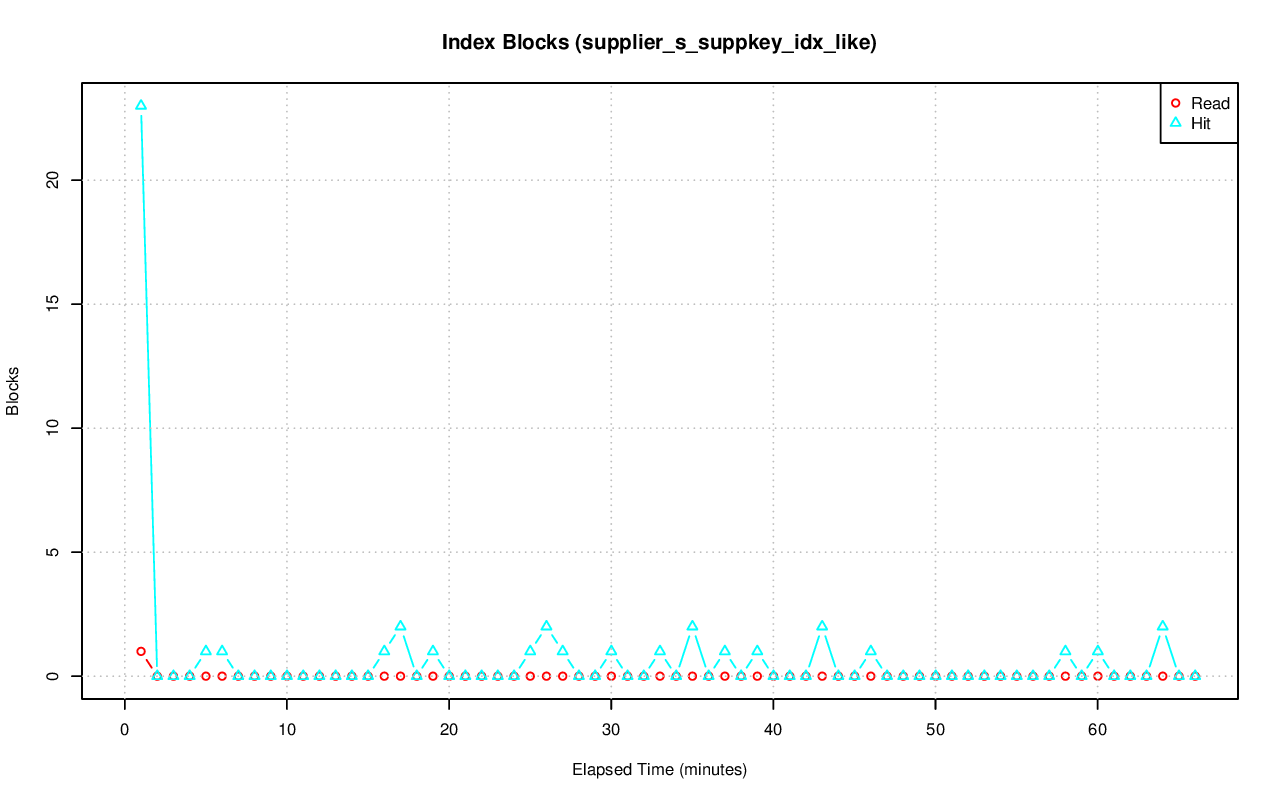 Index Blocks (supplier_s_suppkey_idx_like)
Read
Hit
Blocks
20
15
10
5
0
0 10 20 30 40 50 60
Elapsed Time (minutes)